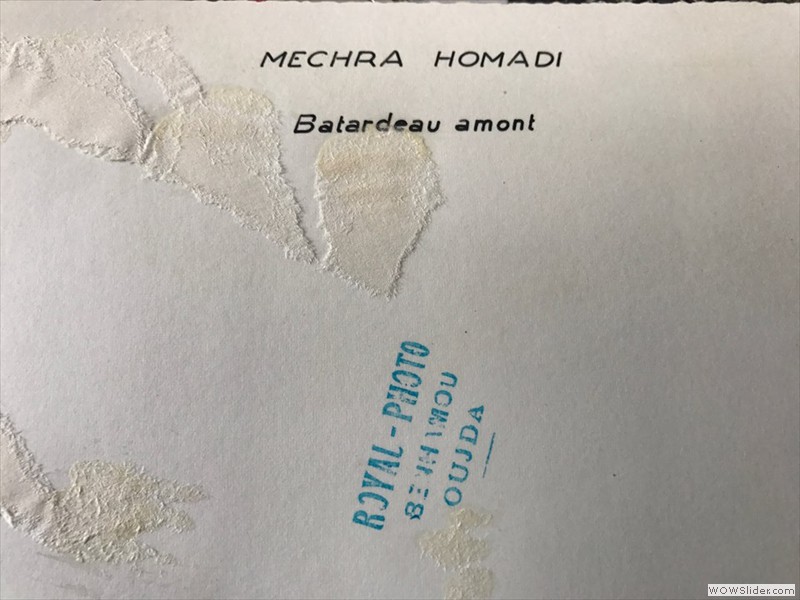 MECHRA HOMADI
Batardeau amont
ROYAL - PHOTO
BENHAMOU
OUJDA
WOWSlider.com